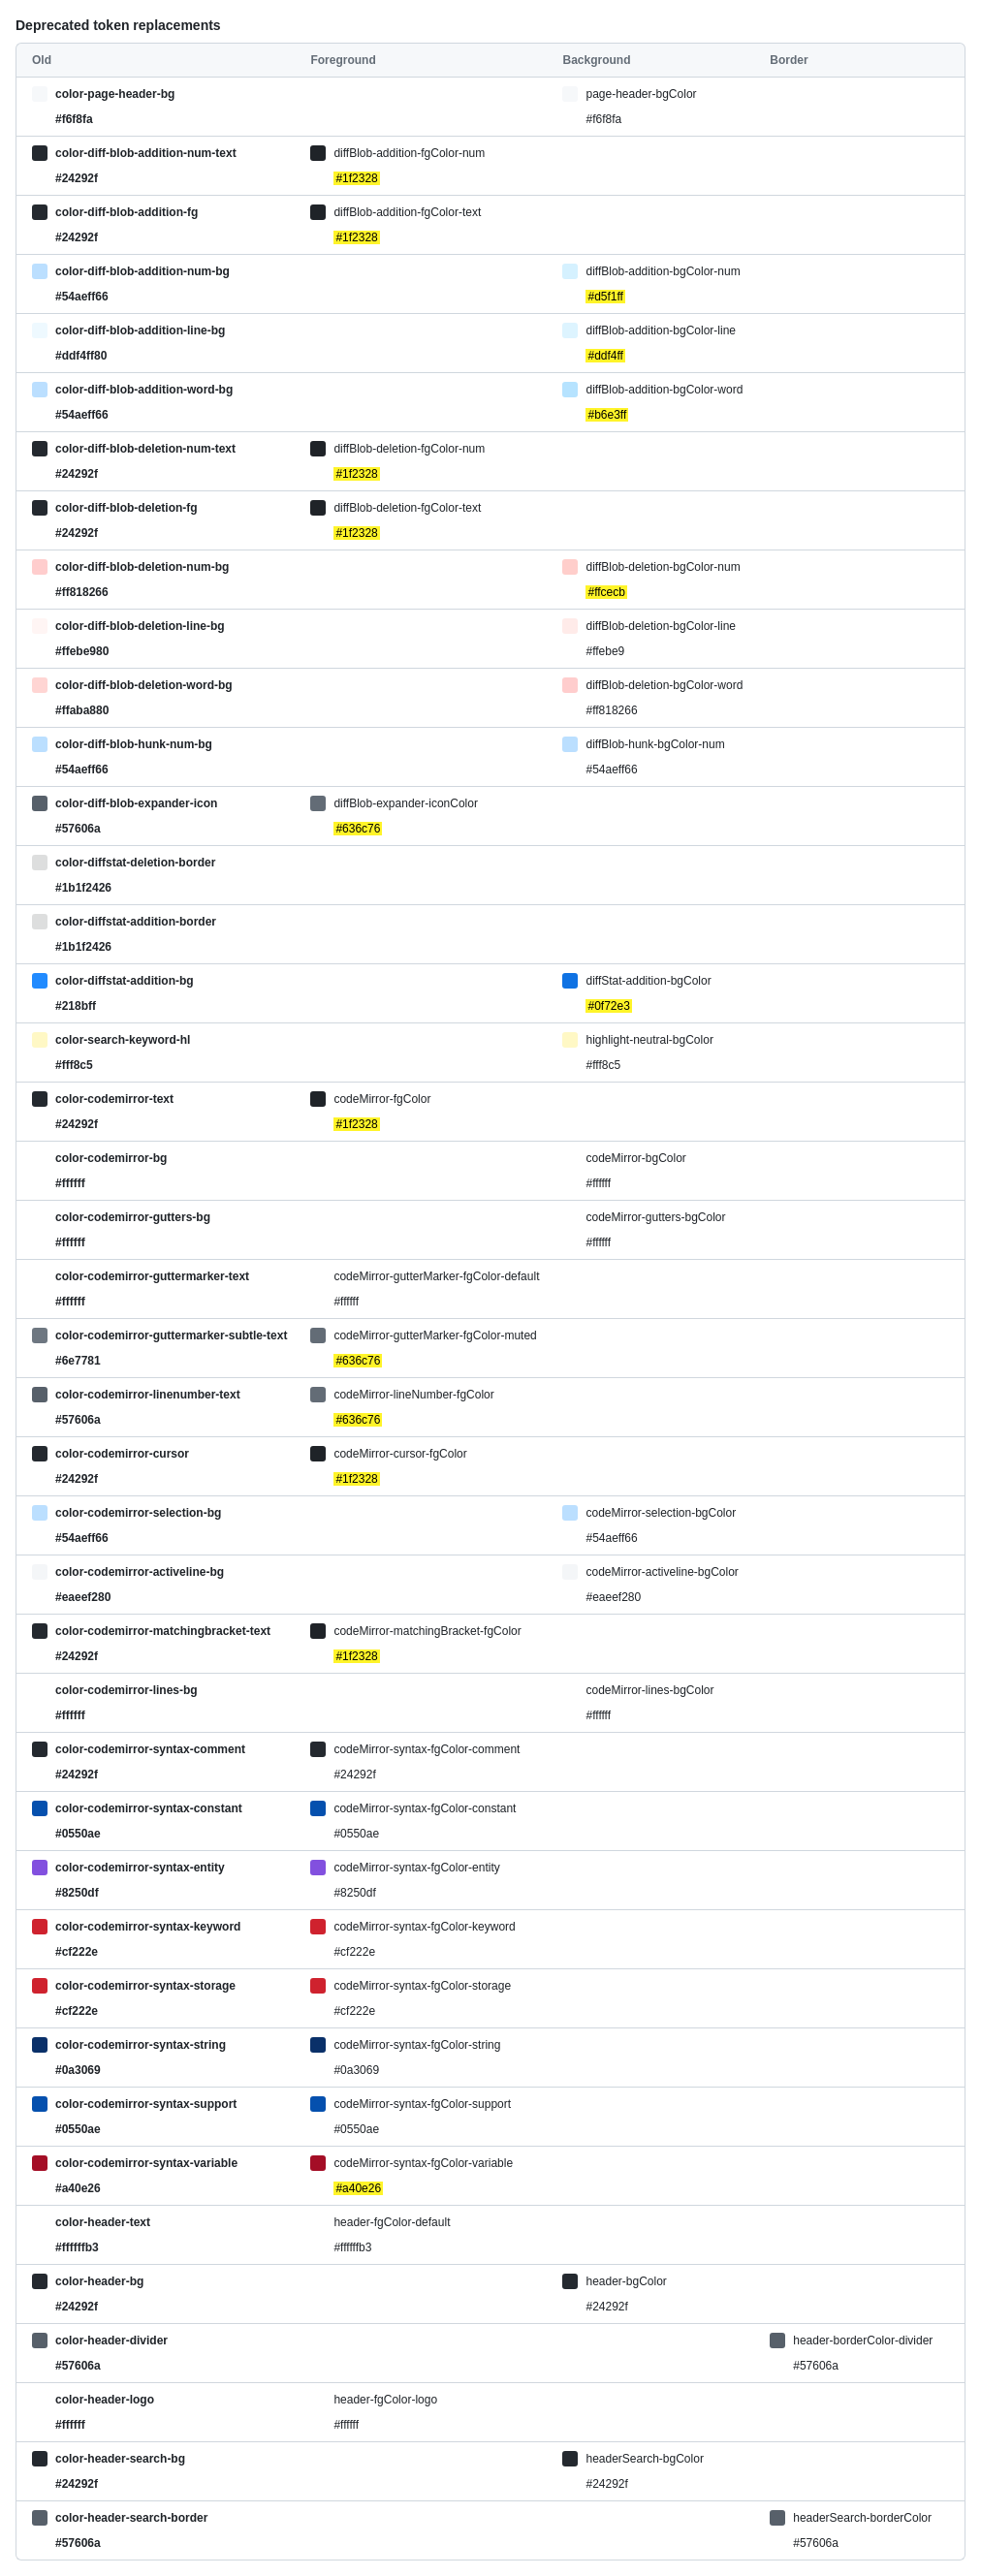 Deprecated token replacements
Old Foreground Background Border
color-page-header-bg page-header-bgColor
#f6f8fa #f6f8fa
color-diff-blob-addition-num-text diffBlob-addition-fgColor-num
#24292f #1f2328
color-diff-blob-addition-fg diffBlob-addition-fgColor-text
#24292f #1f2328
color-diff-blob-addition-num-bg diffBlob-addition-bgColor-num
#54aeff66 #d5f1ff
color-diff-blob-addition-line-bg diffBlob-addition-bgColor-line
#ddf4ff80 #ddf4ff
color-diff-blob-addition-word-bg diffBlob-addition-bgColor-word
#54aeff66 #b6e3ff
color-diff-blob-deletion-num-text diffBlob-deletion-fgColor-num
#24292f #1f2328
color-diff-blob-deletion-fg diffBlob-deletion-fgColor-text
#24292f #1f2328
color-diff-blob-deletion-num-bg diffBlob-deletion-bgColor-num
#ff818266 #ffcecb
color-diff-blob-deletion-line-bg diffBlob-deletion-bgColor-line
#ffebe980 #ffebe9
color-diff-blob-deletion-word-bg diffBlob-deletion-bgColor-word
#ffaba880 #ff818266
color-diff-blob-hunk-num-bg diffBlob-hunk-bgColor-num
#54aeff66 #54aeff66
color-diff-blob-expander-icon diffBlob-expander-iconColor
#57606a #636c76
color-diffstat-deletion-border
#1b1f2426
color-diffstat-addition-border
#1b1f2426
color-diffstat-addition-bg diffStat-addition-bgColor
#218bff #0f72e3
color-search-keyword-hl highlight-neutral-bgColor
#fff8c5 #fff8c5
color-codemirror-text codeMirror-fgColor
#24292f #1f2328
color-codemirror-bg codeMirror-bgColor
#ffffff #ffffff
color-codemirror-gutters-bg codeMirror-gutters-bgColor
#ffffff #ffffff
color-codemirror-guttermarker-text codeMirror-gutterMarker-fgColor-default
#ffffff #ffffff
color-codemirror-guttermarker-subtle-text codeMirror-gutterMarker-fgColor-muted
#6e7781 #636c76
color-codemirror-linenumber-text codeMirror-lineNumber-fgColor
#57606a #636c76
color-codemirror-cursor codeMirror-cursor-fgColor
#24292f #1f2328
color-codemirror-selection-bg codeMirror-selection-bgColor
#54aeff66 #54aeff66
color-codemirror-activeline-bg codeMirror-activeline-bgColor
#eaeef280 #eaeef280
color-codemirror-matchingbracket-text codeMirror-matchingBracket-fgColor
#24292f #1f2328
color-codemirror-lines-bg codeMirror-lines-bgColor
#ffffff #ffffff
color-codemirror-syntax-comment codeMirror-syntax-fgColor-comment
#24292f #24292f
color-codemirror-syntax-constant codeMirror-syntax-fgColor-constant
#0550ae #0550ae
color-codemirror-syntax-entity codeMirror-syntax-fgColor-entity
#8250df #8250df
color-codemirror-syntax-keyword codeMirror-syntax-fgColor-keyword
#cf222e #cf222e
color-codemirror-syntax-storage codeMirror-syntax-fgColor-storage
#cf222e #cf222e
color-codemirror-syntax-string codeMirror-syntax-fgColor-string
#0a3069 #0a3069
color-codemirror-syntax-support codeMirror-syntax-fgColor-support
#0550ae #0550ae
color-codemirror-syntax-variable codeMirror-syntax-fgColor-variable
#a40e26 #a40e26
color-header-text header-fgColor-default
#ffffffb3 #ffffffb3
color-header-bg header-bgColor
#24292f #24292f
color-header-divider header-borderColor-divider
#57606a #57606a
color-header-logo header-fgColor-logo
#ffffff #ffffff
color-header-search-bg headerSearch-bgColor
#24292f #24292f
color-header-search-border headerSearch-borderColor
#57606a #57606a